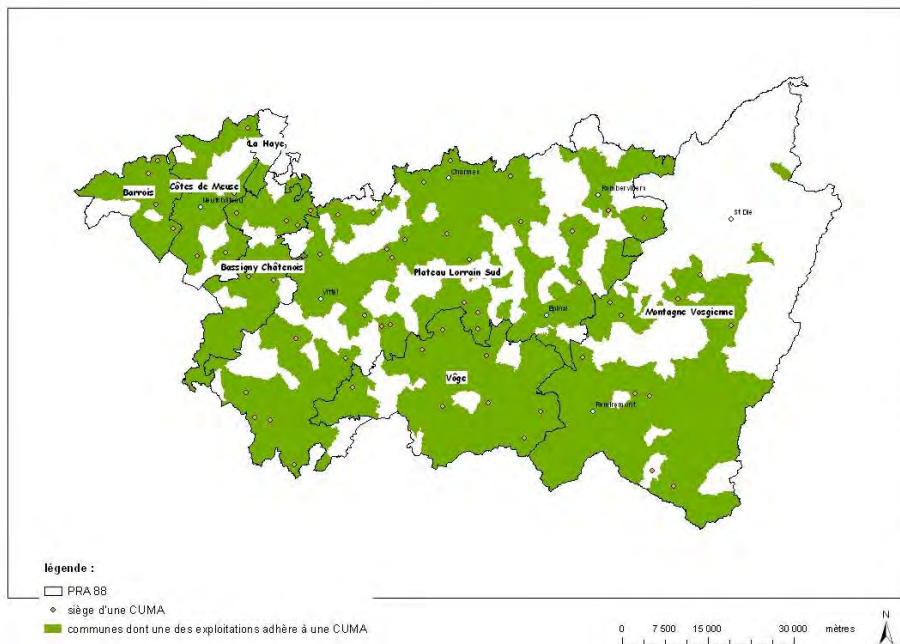 La Haye
Charmes
Barrois
Côtes de Meuse
Neufchâteau
Rambervillers
St Dié
Bassigny Châtenois
Plateau Lorrain Sud
Vittel
Epinal
Montagne Vosgienne
Vôge
Remiremont
légende :
PRA 88
siège d'une CUMA
communes dont une des exploitations adhère à une CUMA
N
0 7 500 15 000 30 000 mètres